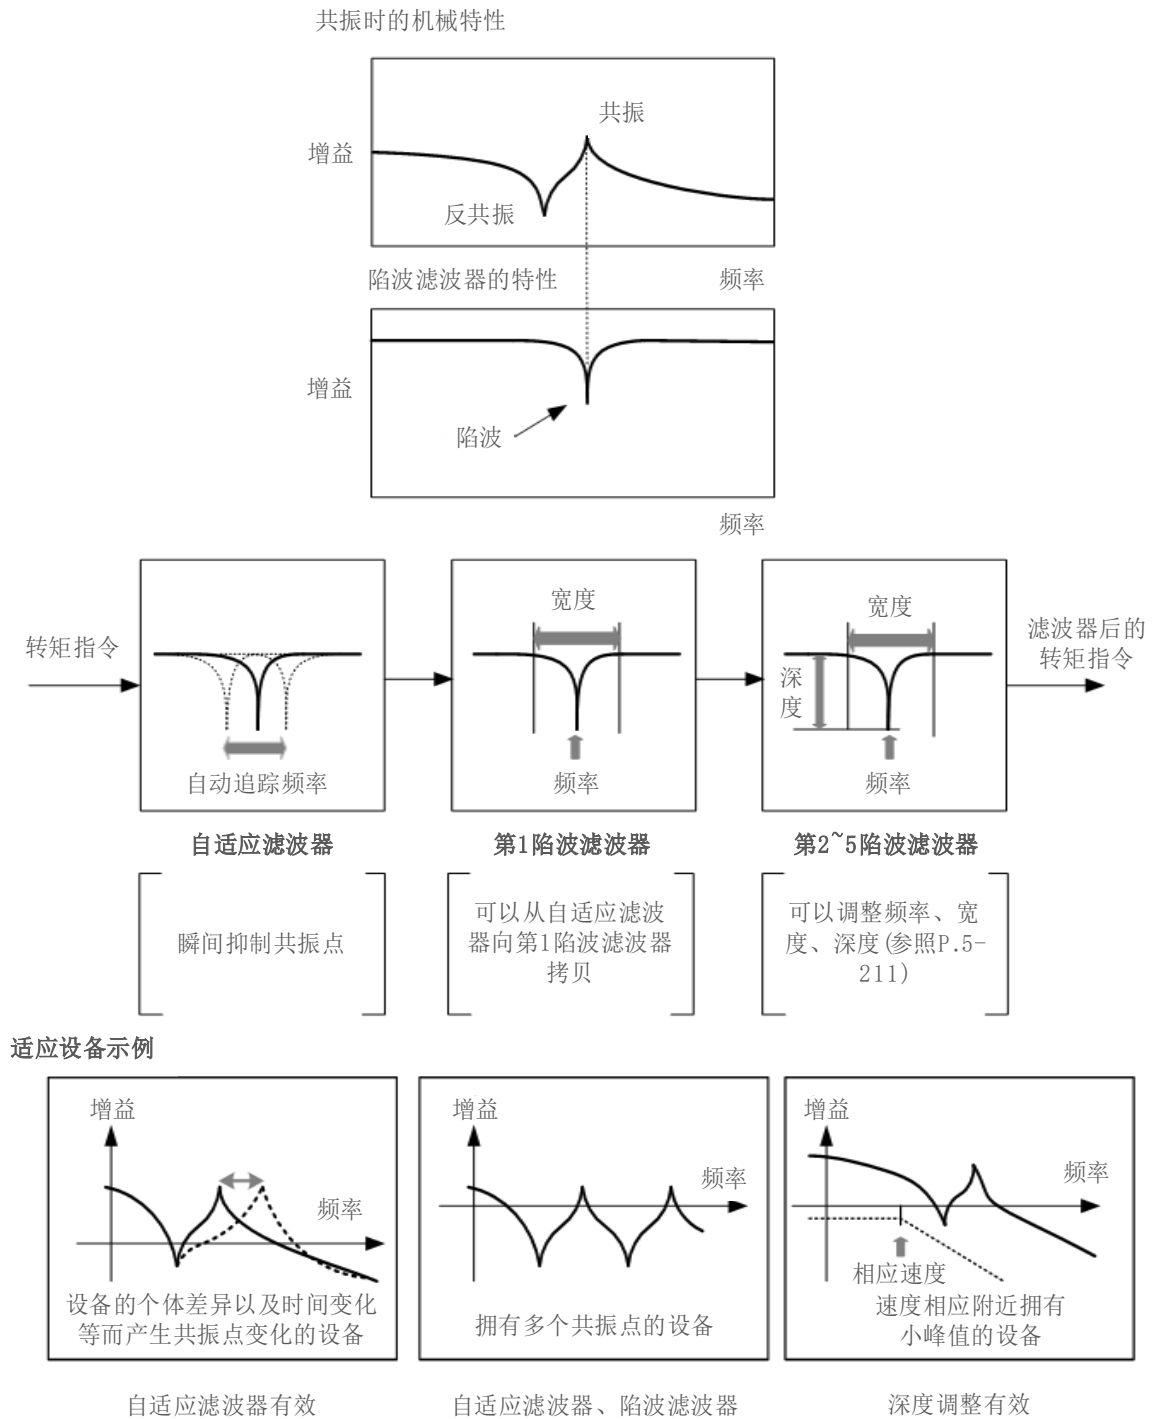 共振时的机械特性
共振
增益
反共振
陷波滤波器的特性
频率
增益
陷波
频率
转矩指令
自动追踪频率
宽度
频率
宽度
深
度
频率
滤波器后的
转矩指令
自适应滤波器
第1陷波滤波器
第2~5陷波滤波器
瞬间抑制共振点
可以从自适应滤波
器向第1陷波滤波器
拷贝
可以调整频率、宽
度、深度(参照P.5-
211)
适应设备示例
增益
频率
设备的个体差异以及时间变化
等而产生共振点变化的设备
增益
频率
拥有多个共振点的设备
增益
频率
相应速度
速度相应附近拥有
小峰值的设备
自适应滤波器有效
自适应滤波器、陷波滤波器
深度调整有效